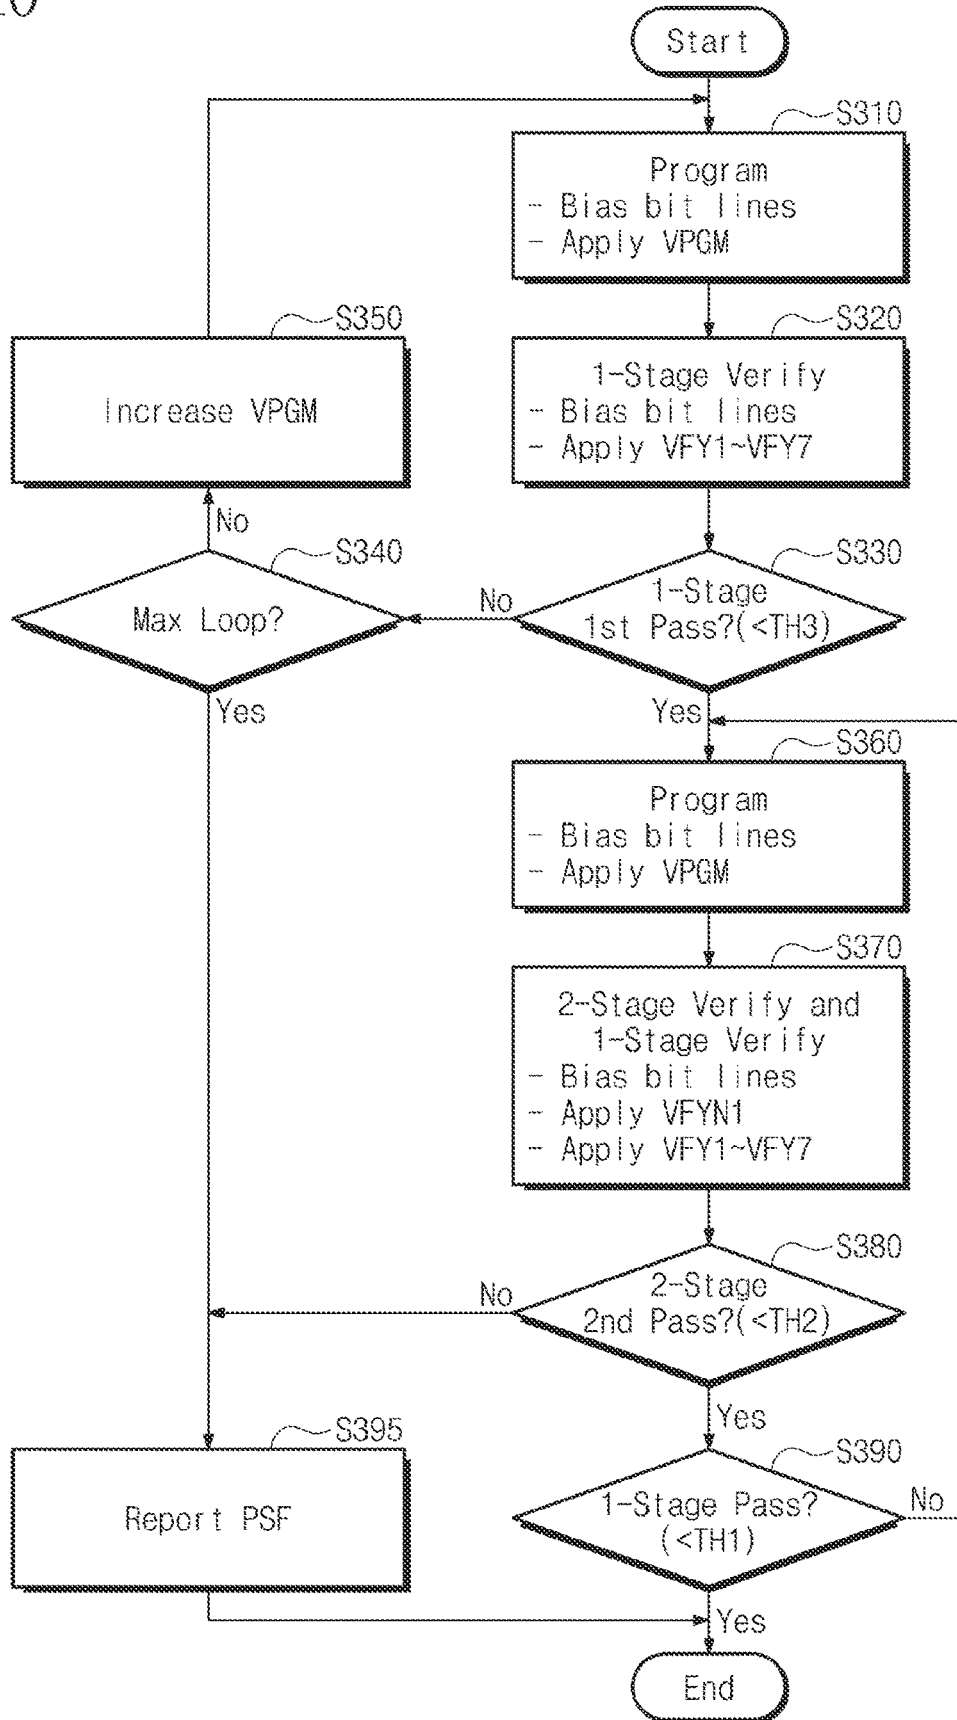 Start
S310
Program
- Bias bit lines
- Apply VPGM
S350
Increase VPGM
S320
1-Stage Verify
- Bias bit lines
- Apply VFY1~VFY7
No
S340
Max Loop?
No
S330
1-Stage
1st Pass?(<TH3)
Yes
Yes
S360
Program
- Bias bit lines
- Apply VPGM
S370
2-Stage Verify and
1-Stage Verify
- Bias bit lines
- Apply VFYN1
- Apply VFY1~VFY7
S380
No
2-Stage
2nd Pass?(<TH2)
Yes
S395
Report PSF
S390
1-Stage Pass?
(<TH1)
No
Yes
End